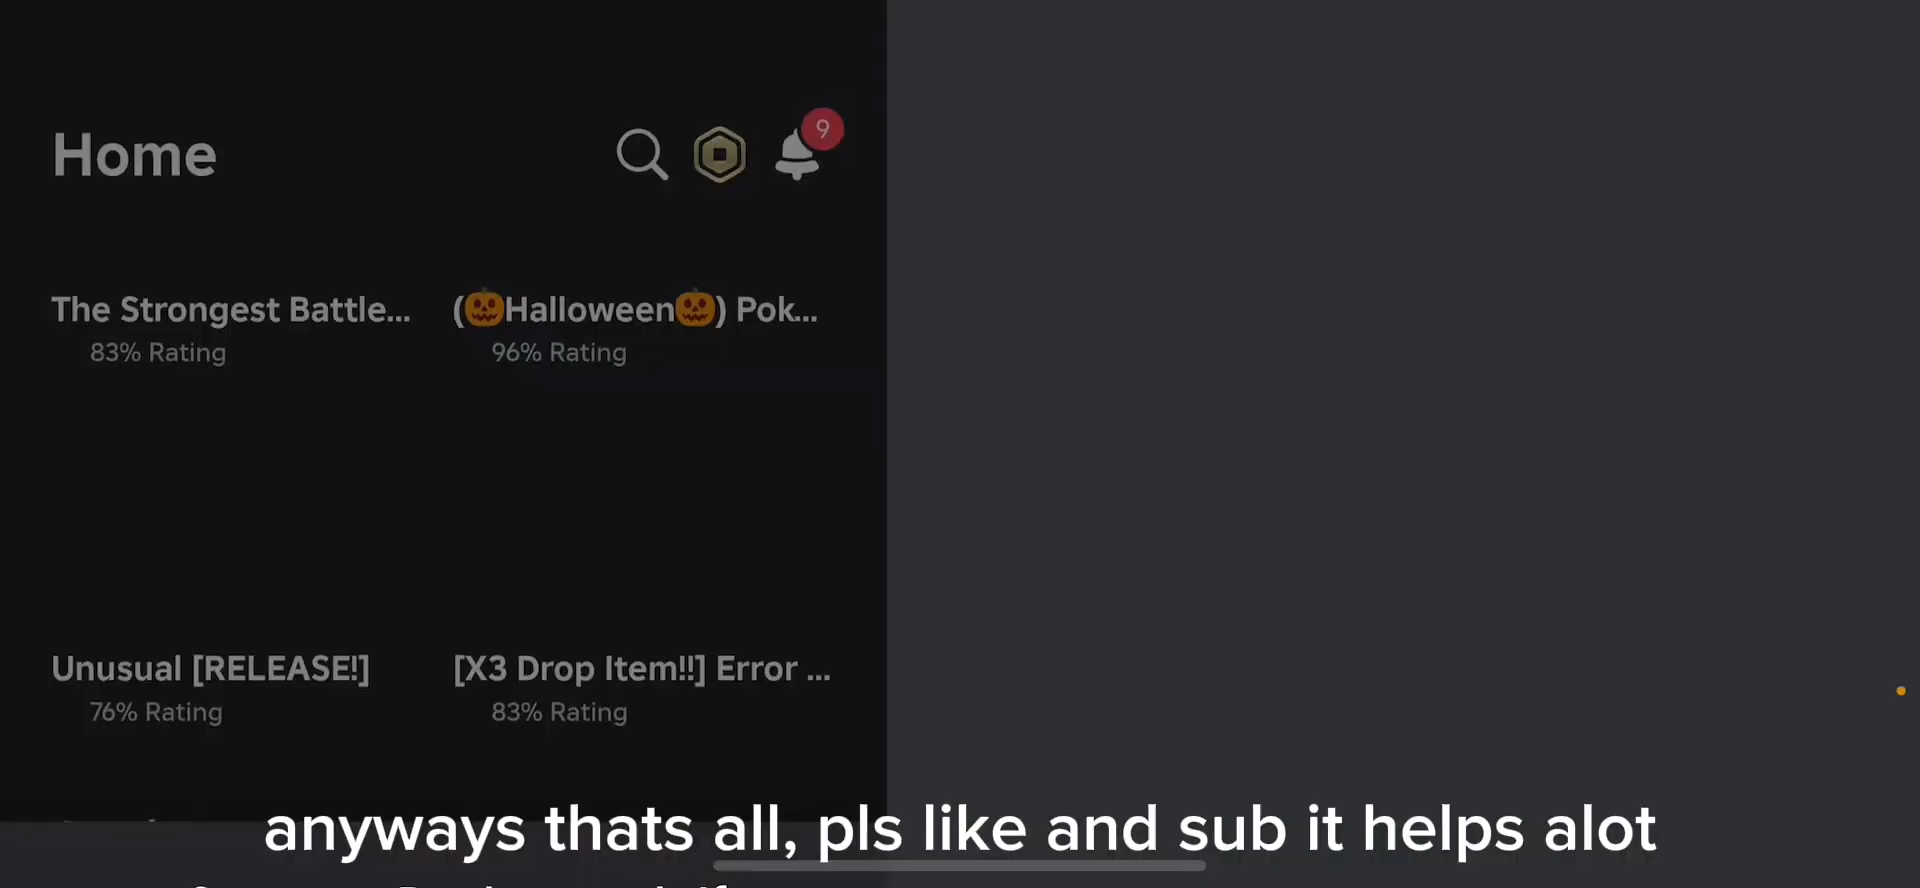 Home
9
The Strongest Battle...
(🎃Halloween🎃) Pok...
83% Rating
96% Rating
Unusual [RELEASE!]
[X3 Drop Item!!] Error ...
76% Rating
83% Rating
anyways thats all, pls like and sub it helps alot